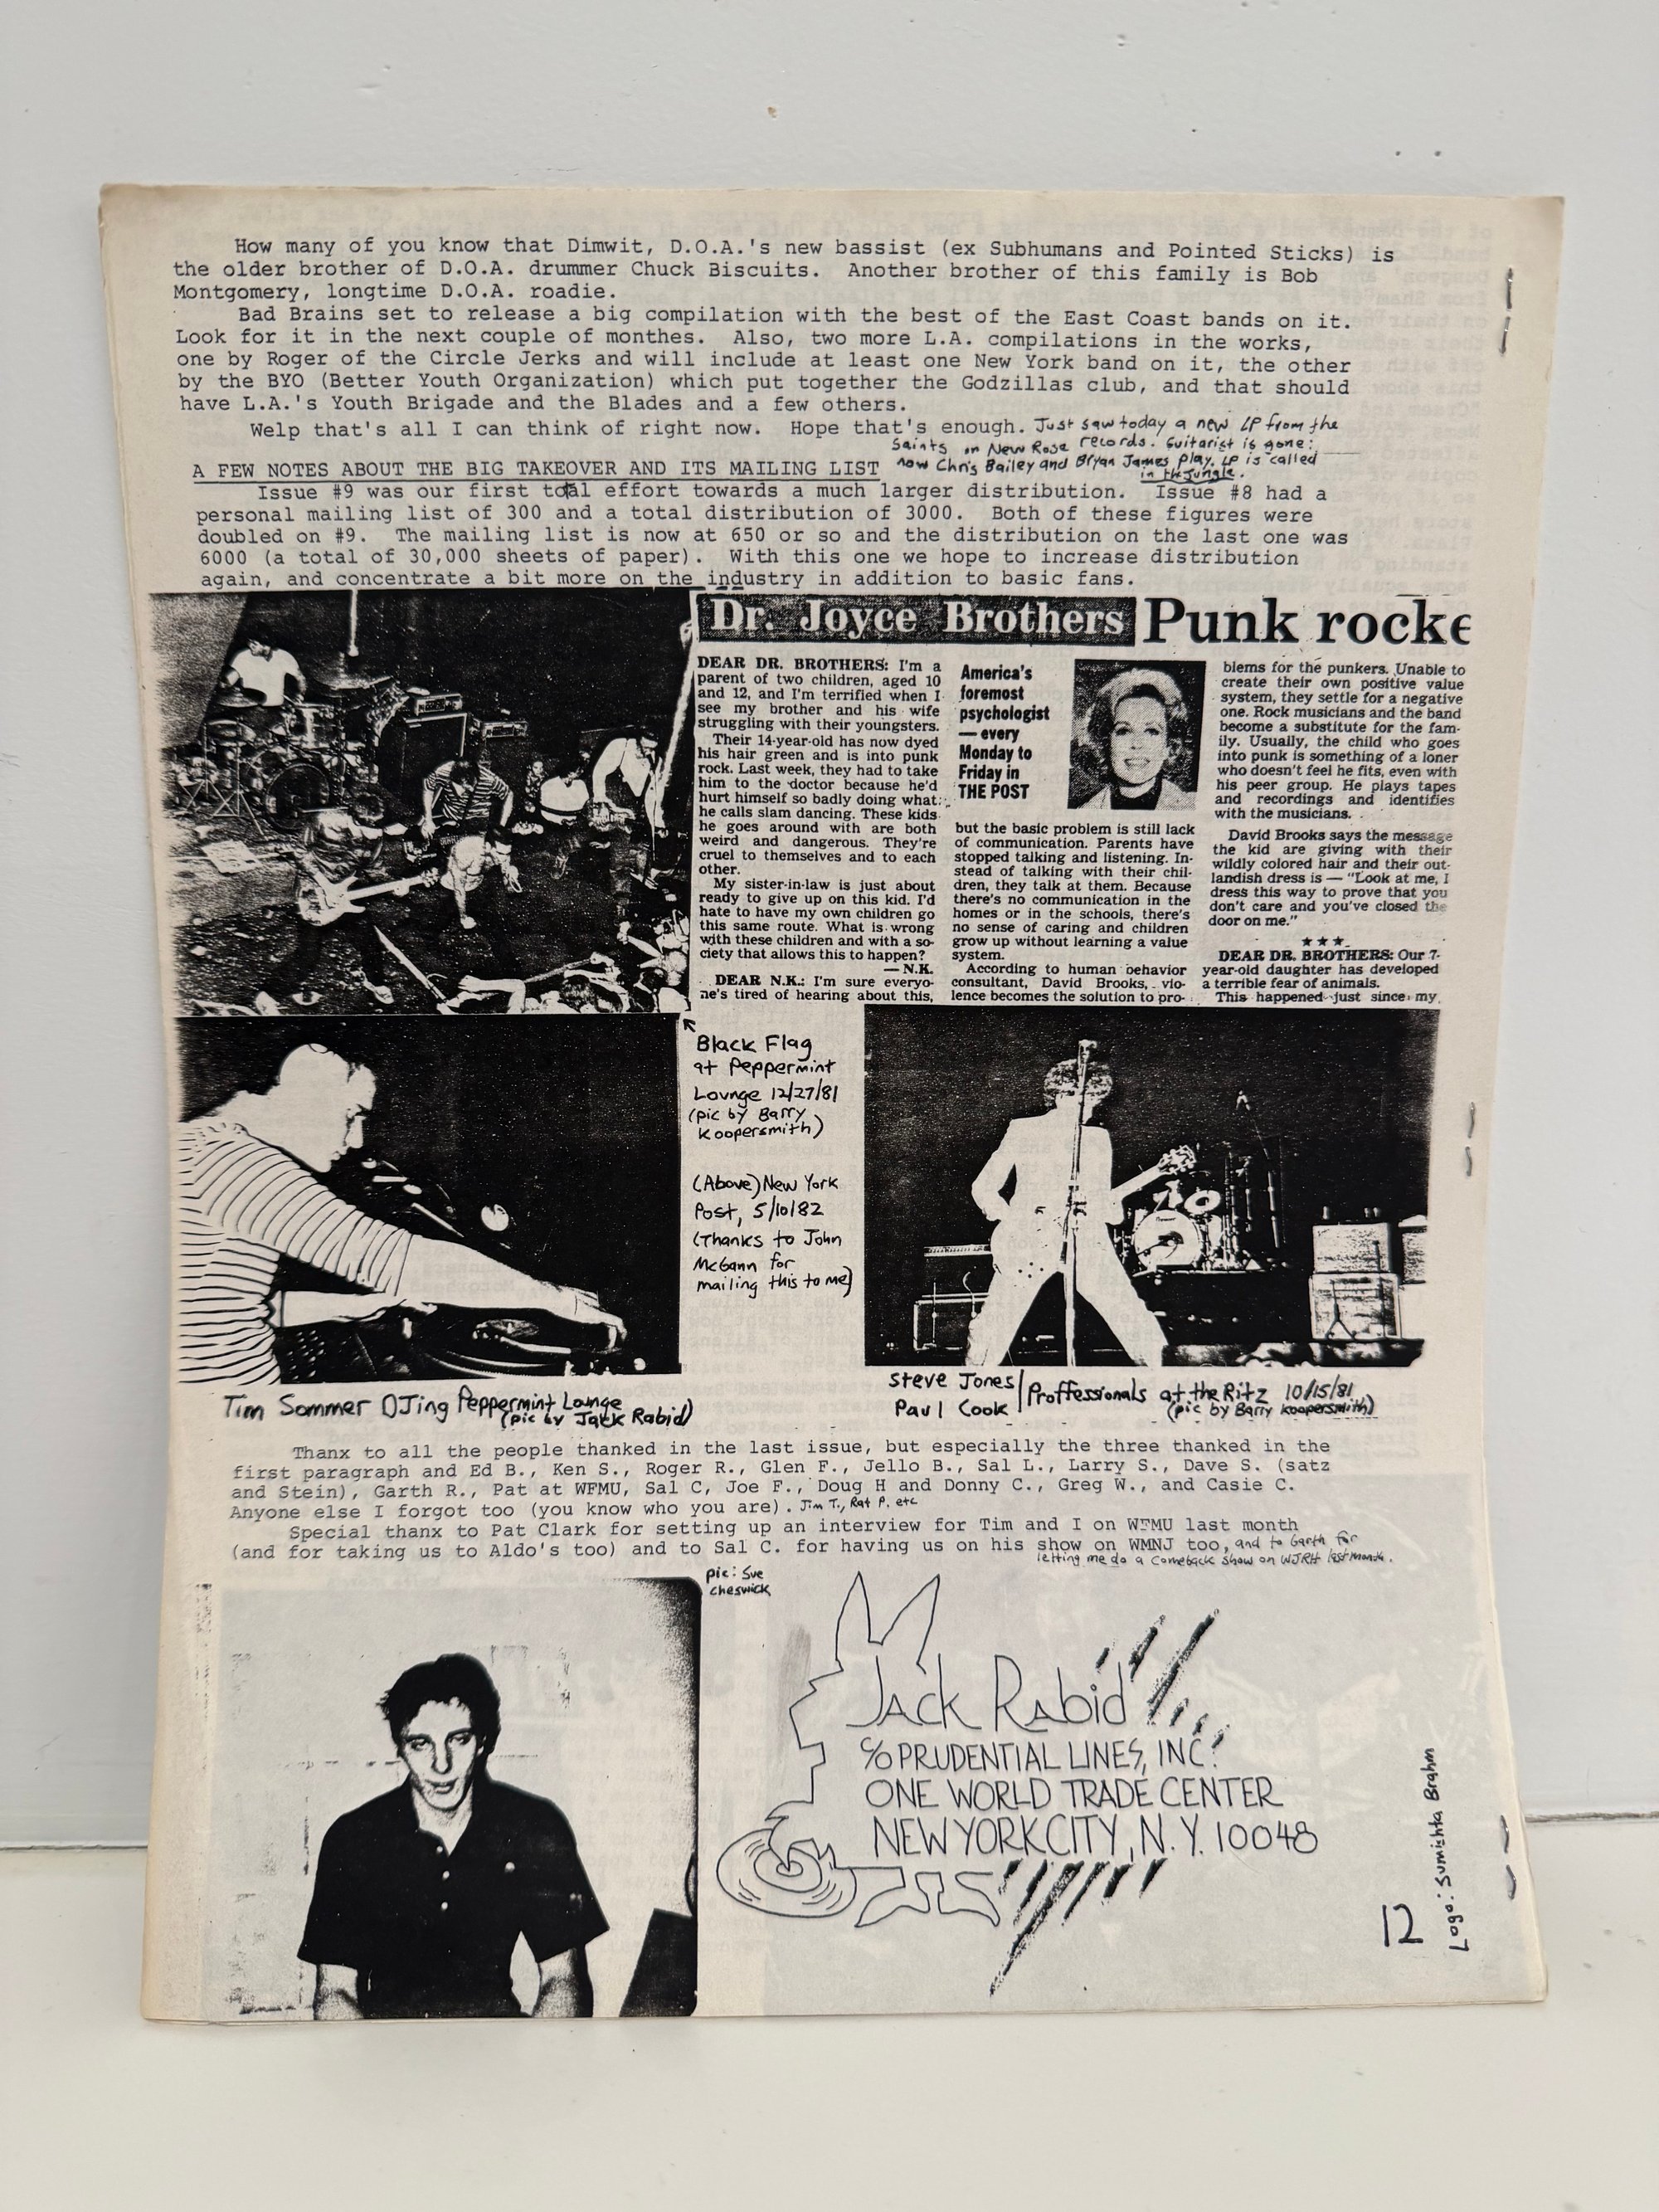 How many of you know that Dimwit, D.O.A.'s new bassist (ex Subhumans and Pointed Sticks) is
the older brother of D.O.A. drummer Chuck Biscuits.  Another brother of this family is Bob
Montgomery, longtime D.O.A. roadie.
Bad Brains set to release a big compilation with the best of the East Coast bands on it.
Look for it in the next couple of monthes.  Also, two more L.A. compilations in the works,
one by Roger of the Circle Jerks and will include at least one New York band on it, the other
by the BYO (Better Youth Organization) which put together the Godzillas club, and that should
have L.A.'s Youth Brigade and the Blades and a few others.
Welp that's all I can think of right now.  Hope that's enough. Just saw today a new LP from the
Saints on New Rose records. Guitarist is gone;
now Chris Bailey and Bryan James play. LP is called
in the Jungle.
A FEW NOTES ABOUT THE BIG TAKEOVER AND ITS MAILING LIST
Issue #9 was our first total effort towards a much larger distribution.  Issue #8 had a
personal mailing list of 300 and a total distribution of 3000.  Both of these figures were
doubled on #9.  The mailing list is now at 650 or so and the distribution on the last one was
6000 (a total of 30,000 sheets of paper).  With this one we hope to increase distribution
again, and concentrate a bit more on the industry in addition to basic fans.
Dr. Joyce Brothers Punk rocke
DEAR DR. BROTHERS: I'm a
parent of two children, aged 10
and 12, and I'm terrified when I
see my brother and his wife
struggling with their youngsters.
Their 14-year-old has now dyed
his hair green and is into punk
rock. Last week, they had to take
him to the doctor because he'd
hurt himself so badly doing what
he calls slam dancing. These kids
he goes around with are both
weird and dangerous. They're
cruel to themselves and to each
other.
My sister-in-law is just about
ready to give up on this kid. I'd
hate to have my own children go
this same route. What is wrong
with these children and with a so-
ciety that allows this to happen?
— N.K.
DEAR N.K.: I'm sure everyo-
ne's tired of hearing about this,
America's
foremost
psychologist
— every
Monday to
Friday in
THE POST
but the basic problem is still lack
of communication. Parents have
stopped talking and listening. In-
stead of talking with their chil-
dren, they talk at them. Because
there's no communication in the
homes or in the schools, there's
no sense of caring and children
grow up without learning a value
system.
According to human behavior
consultant, David Brooks, vio-
lence becomes the solution to pro-
blems for the punkers. Unable to
create their own positive value
system, they settle for a negative
one. Rock musicians and the band
become a substitute for the fam-
ily. Usually, the child who goes
into punk is something of a loner
who doesn't feel he fits, even with
his peer group. He plays tapes
and recordings and identifies
with the musicians.
David Brooks says the message
the kid are giving with their
wildly colored hair and their out-
landish dress is — "Look at me, I
dress this way to prove that you
don't care and you've closed the
door on me."
★★★
DEAR DR. BROTHERS: Our 7-
year-old daughter has developed
a terrible fear of animals.
This happened just since my
Black Flag
at Peppermint
Lounge 12/27/81
(pic by Barry
Koopersmith)
(Above) New York
Post, 5/10/82
(Thanks to John
McGann for
mailing this to me)
Tim Sommer DJing Peppermint Lounge
(pic by Jack Rabid)
Steve Jones/
Paul Cook
Proffessionals at the Ritz 10/15/81
(pic by Barry Koopersmith)
Thanx to all the people thanked in the last issue, but especially the three thanked in the
first paragraph and Ed B., Ken S., Roger R., Glen F., Jello B., Sal L., Larry S., Dave S. (satz
and Stein), Garth R., Pat at WFMU, Sal C, Joe F., Doug H and Donny C., Greg W., and Casie C.
Anyone else I forgot too (you know who you are). Jim T., Rat P. etc
Special thanx to Pat Clark for setting up an interview for Tim and I on WFMU last month
(and for taking us to Aldo's too) and to Sal C. for having us on his show on WMNJ too, and to Garth for
letting me do a comeback show on WJRH last month.
pic: Sue
Cheswick
Jack Rabid
c/o PRUDENTIAL LINES, INC.
ONE WORLD TRADE CENTER
NEW YORK CITY, N.Y. 10048
12
Logo: Sumishta Brahm